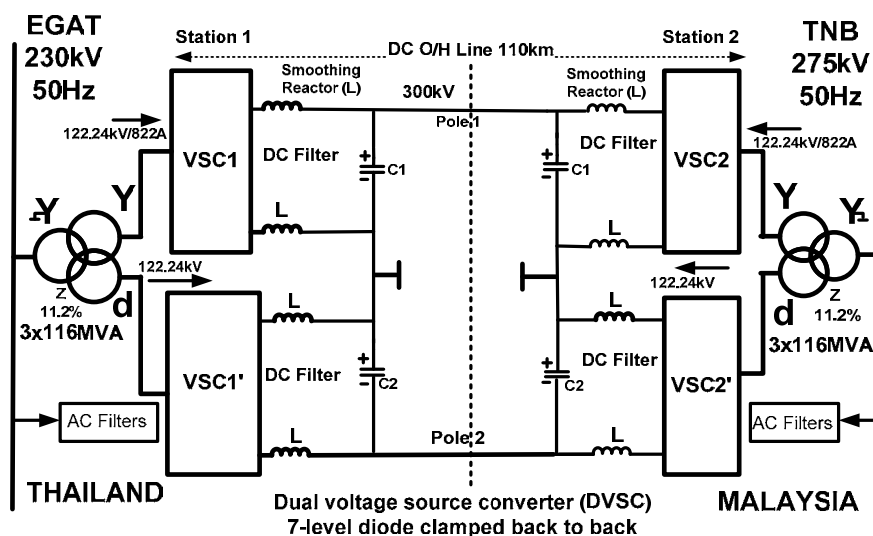 EGAT
230kV
50Hz
Station 1
DC O/H Line 110km
Station 2
TNB
275kV
50Hz
Smoothing
Reactor (L)
300kV
Smoothing
Reactor (L)
Pole 1
122.24kV/822A
122.24kV/822A
VSC1
DC Filter
C1
C1
DC Filter
VSC2
Y
Y
Y
Y
L
L
122.24kV
122.24kV
d
d
Z
11.2%
3x116MVA
Z
11.2%
3x116MVA
L
L
VSC1'
DC Filter
C2
C2
DC Filter
VSC2'
AC Filters
AC Filters
L
Pole 2
L
THAILAND
MALAYSIA
Dual voltage source converter (DVSC)
7-level diode clamped back to back